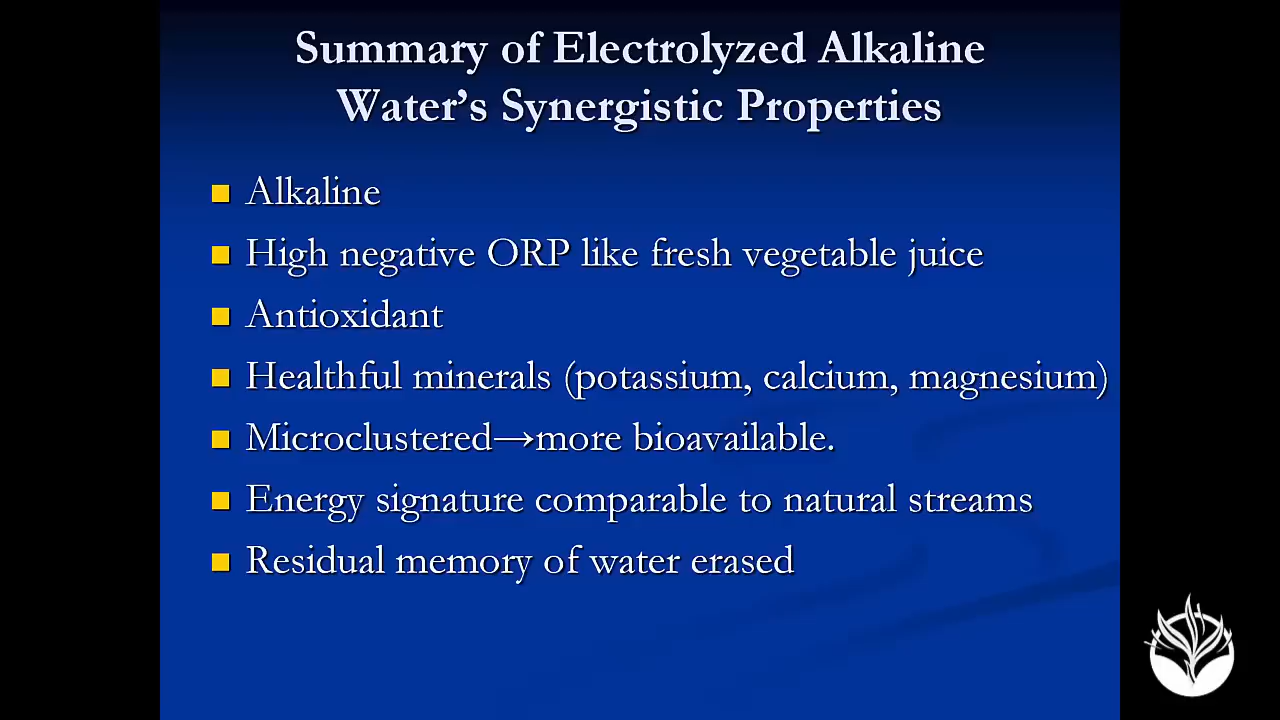 Summary of Electrolyzed Alkaline
Water’s Synergistic Properties
Alkaline
High negative ORP like fresh vegetable juice
Antioxidant
Healthful minerals (potassium, calcium, magnesium)
Microclustered→more bioavailable.
Energy signature comparable to natural streams
Residual memory of water erased